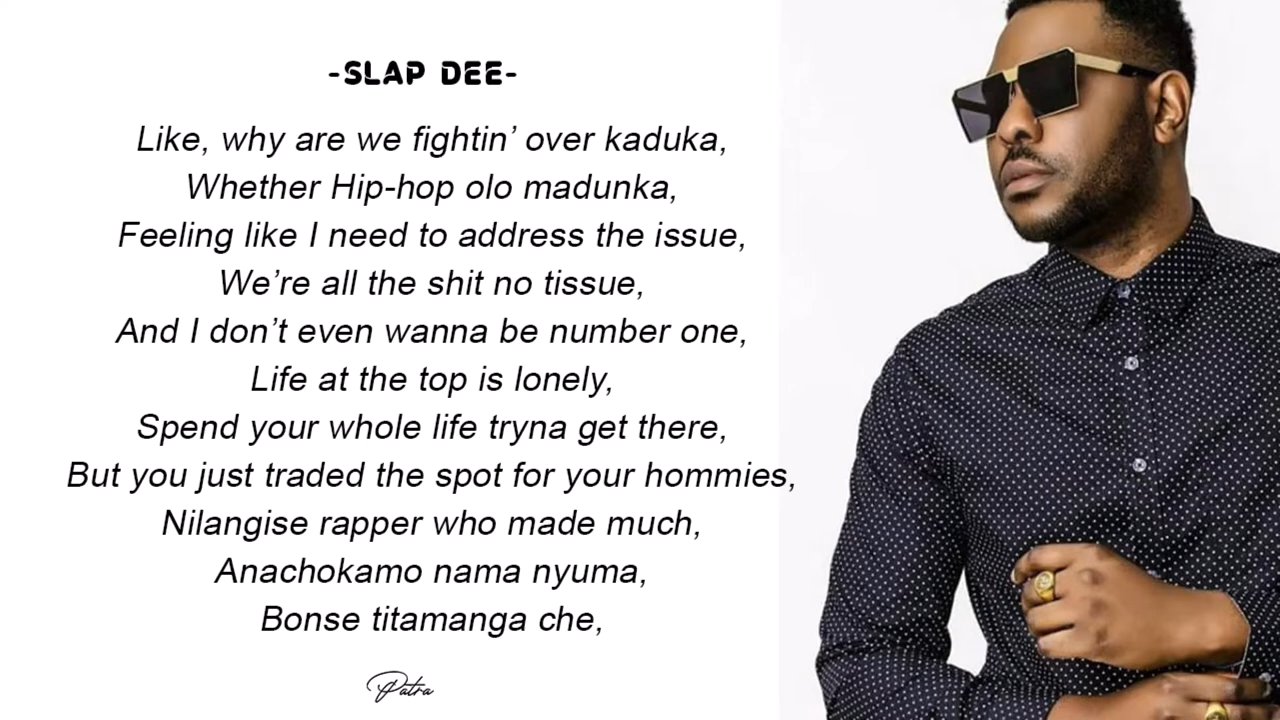 -SLAP DEE-
Like, why are we fightin’ over kaduka,
Whether Hip-hop olo madunka,
Feeling like I need to address the issue,
We’re all the shit no tissue,
And I don’t even wanna be number one,
Life at the top is lonely,
Spend your whole life tryna get there,
But you just traded the spot for your hommies,
Nilangise rapper who made much,
Anachokamo nama nyuma,
Bonse titamanga che,
Patra